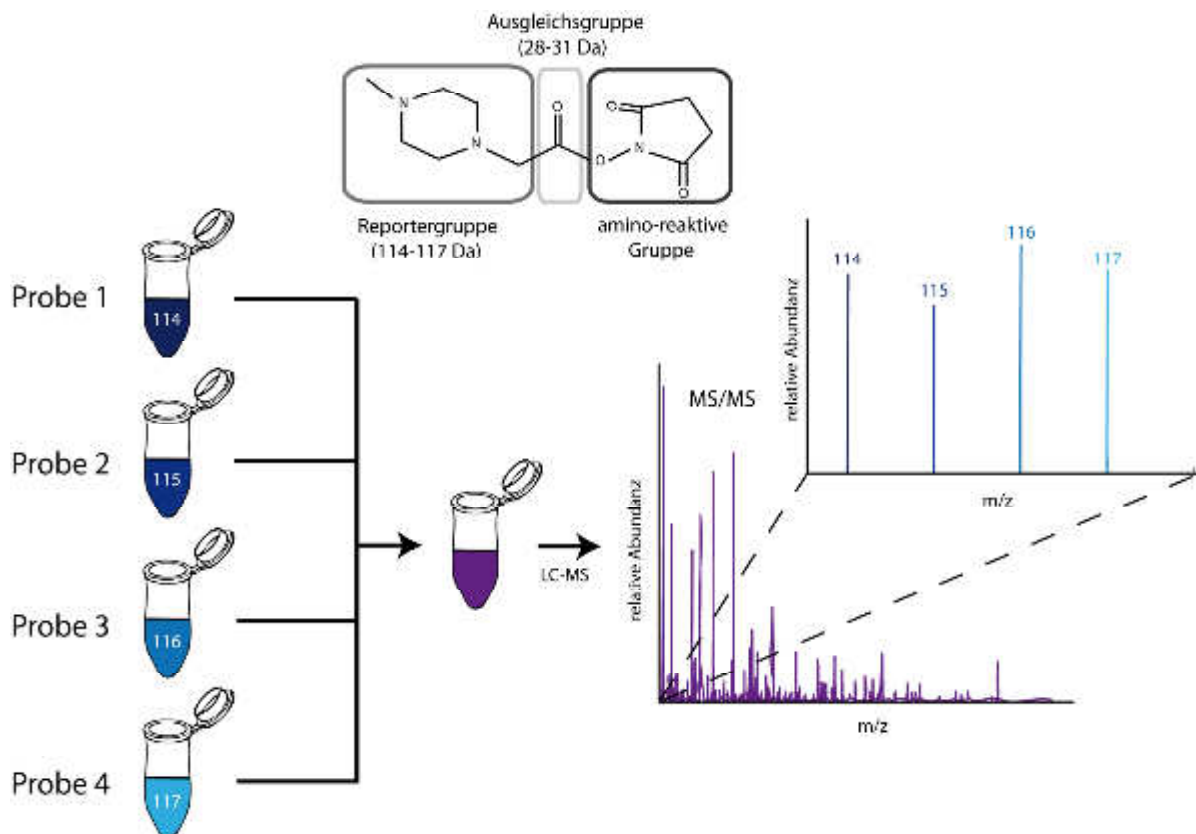 Ausgleichsgruppe
(28-31 Da)
N
N
O
O
O
N
O
Reportergruppe
(114-117 Da)
amino-reaktive
Gruppe
Probe 1
114
Probe 2
115
Probe 3
116
Probe 4
117
LC-MS
MS/MS
relative Abundanz
m/z
114
115
116
117
relative Abundanz
m/z